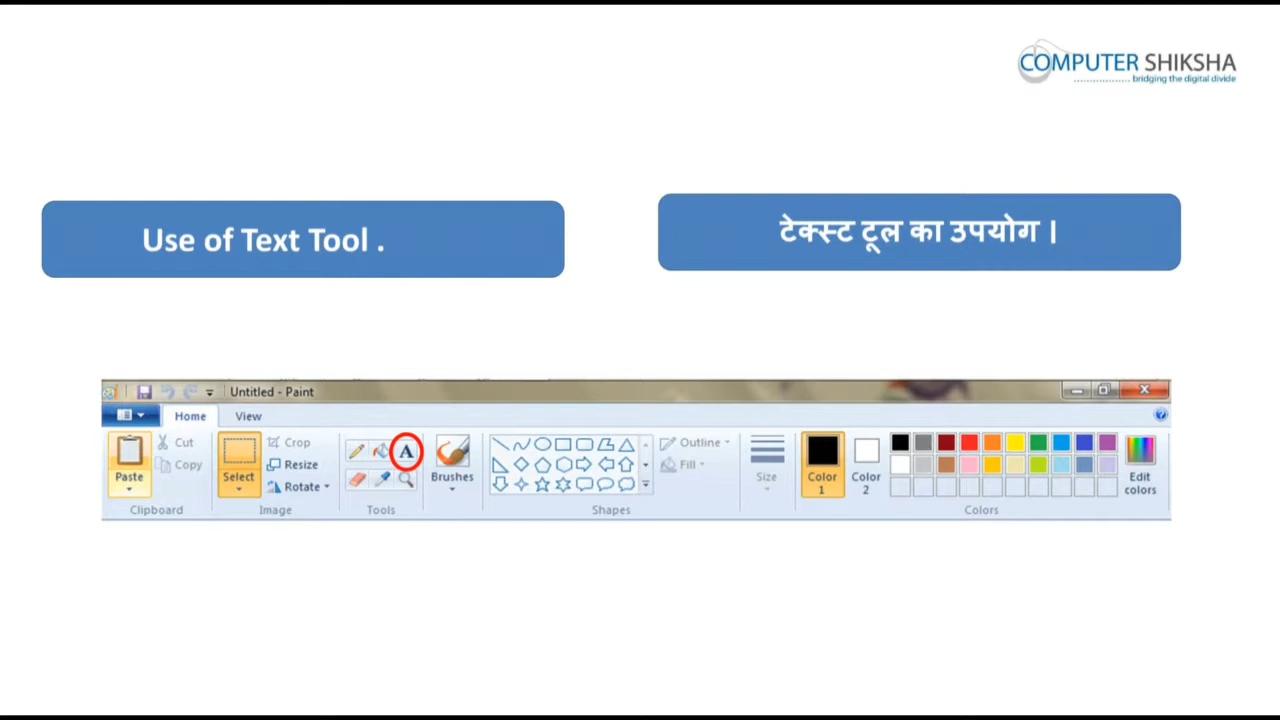 COMPUTER SHIKSHA
bridging the digital divide
Use of Text Tool .
टेक्स्ट टूल का उपयोग ।
Untitled - Paint
Home View
Paste
Cut
Copy
Clipboard
Select
Crop
Resize
Rotate
Image
A
Tools
Brushes
Shapes
Outline
Fill
Size
Color 1
Color 2
Edit colors
Colors